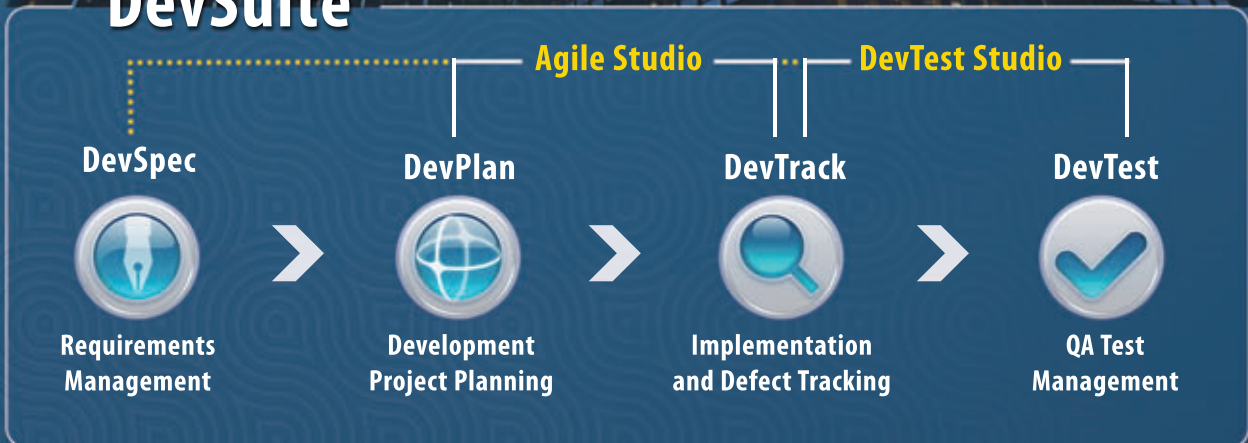 DevSuite
Agile Studio
DevTest Studio
DevSpec
DevPlan
DevTrack
DevTest
Requirements
Management
Development
Project Planning
Implementation
and Defect Tracking
QA Test
Management